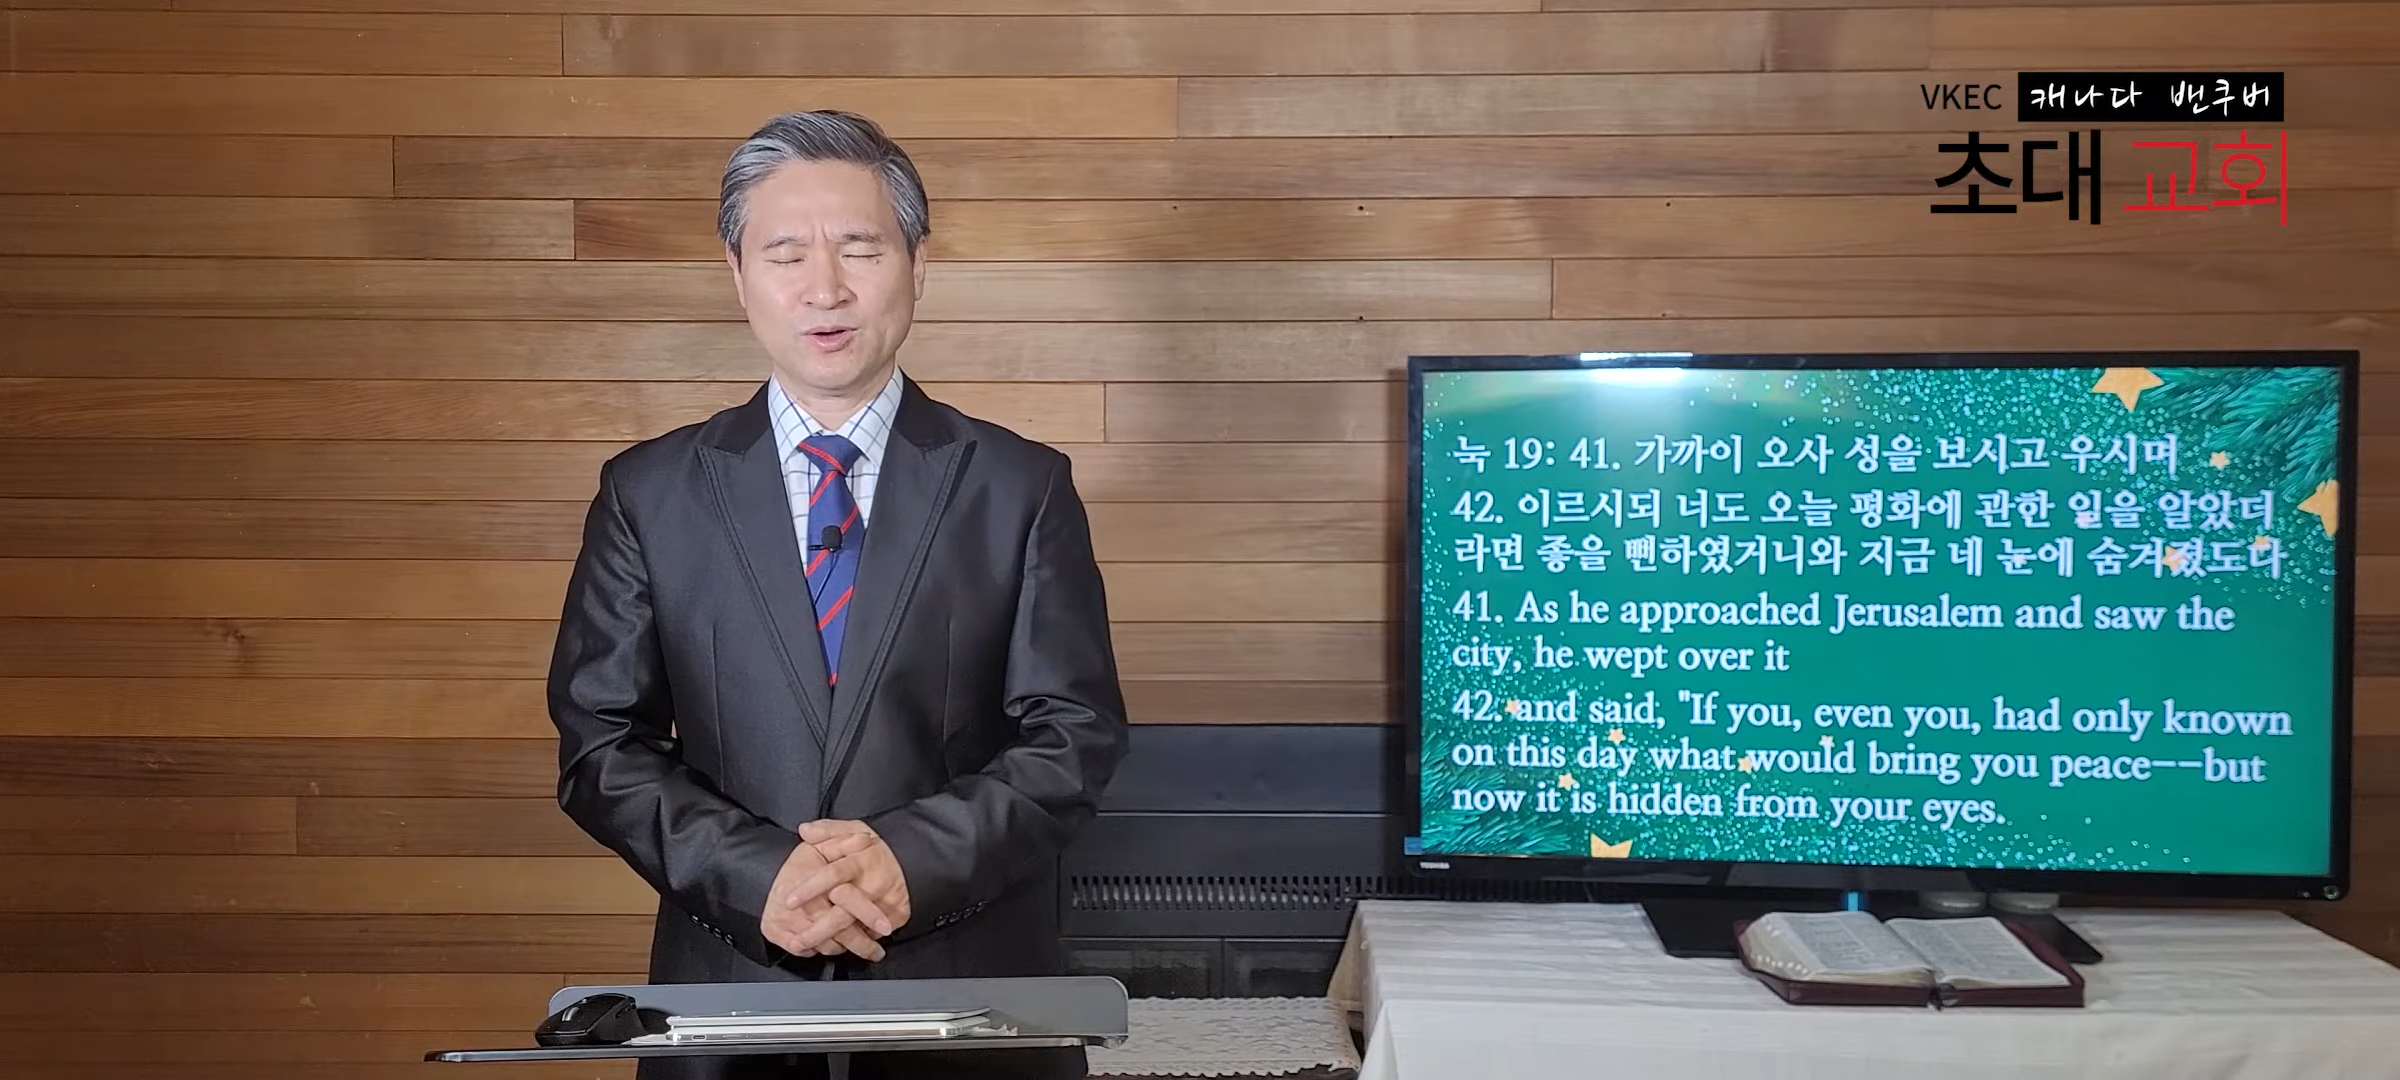 VKEC 캐나다 밴쿠버
초대교회
눅 19: 41. 가까이 오사 성을 보시고 우시며
42. 이르시되 너도 오늘 평화에 관한 일을 알았더
라면 좋을 뻔하였거니와 지금 네 눈에 숨겨졌도다
41. As he approached Jerusalem and saw the
city, he wept over it
42. and said, "If you, even you, had only known
on this day what would bring you peace--but
now it is hidden from your eyes.
TOSHIBA